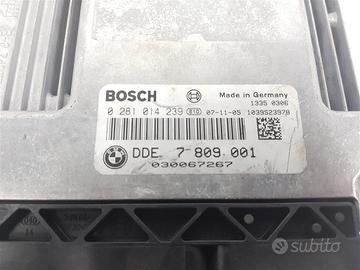 BOSCH
Made in Germany
1335 0306
0 281 014 239 07-11-05 1039S23978
DDE 7 809 001
030067267
subito